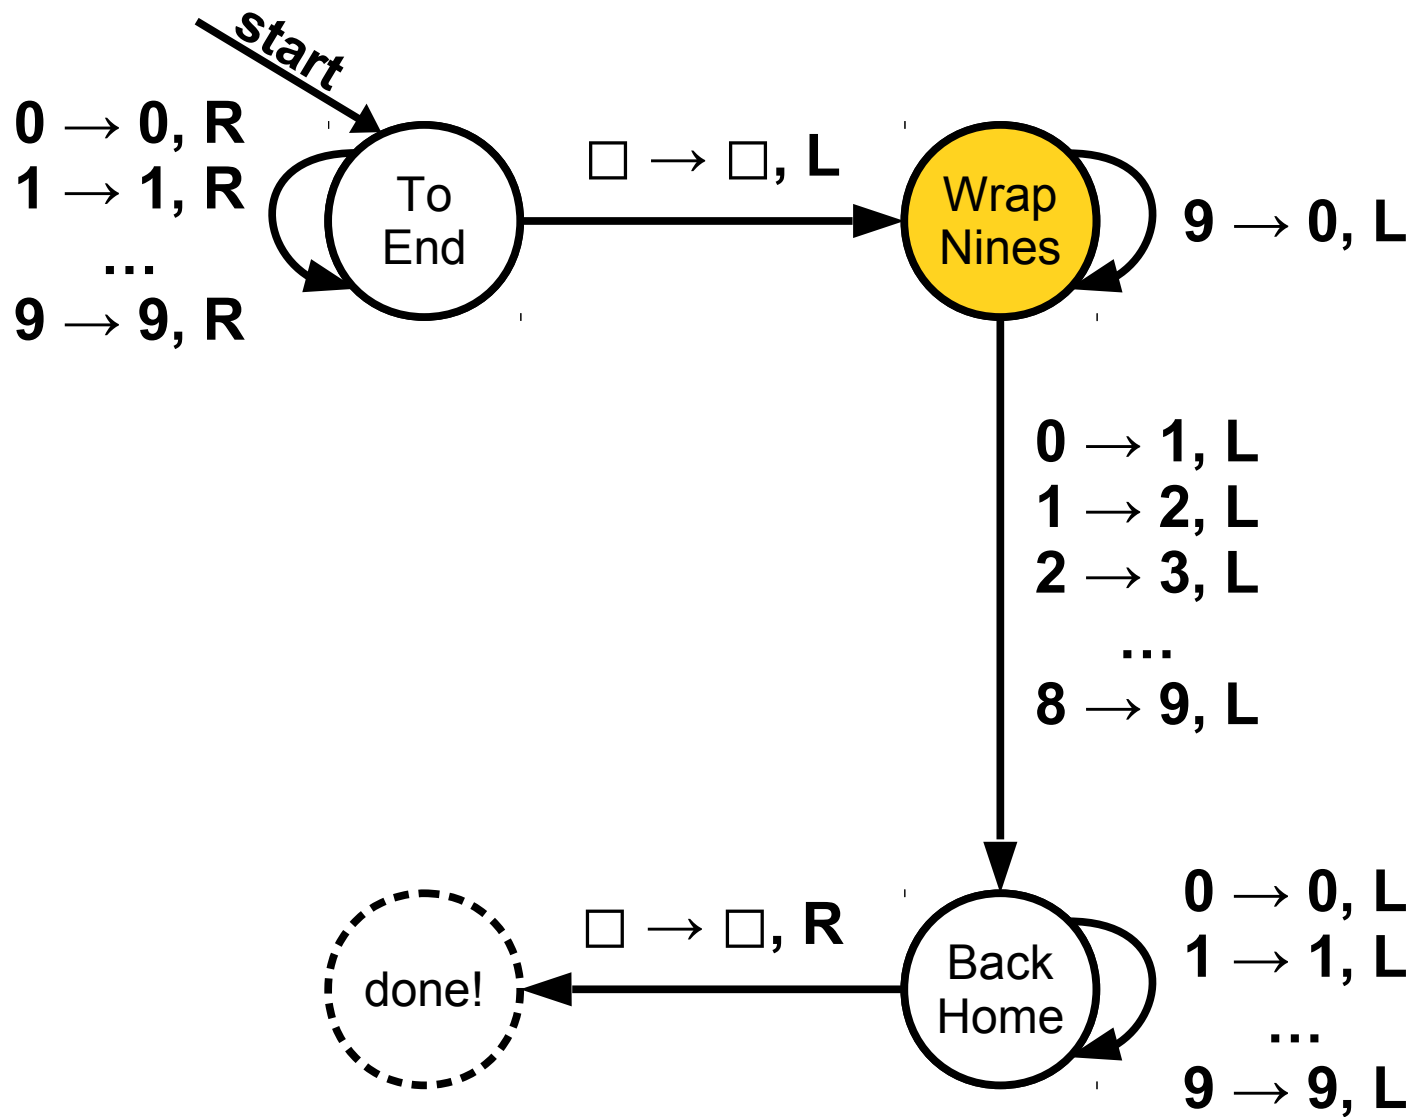 start
0 → 0, R
1 → 1, R
...
9 → 9, R
To
End
□ → □, L
Wrap
Nines
9 → 0, L
0 → 1, L
1 → 2, L
2 → 3, L
...
8 → 9, L
Back
Home
0 → 0, L
1 → 1, L
...
9 → 9, L
□ → □, R
done!